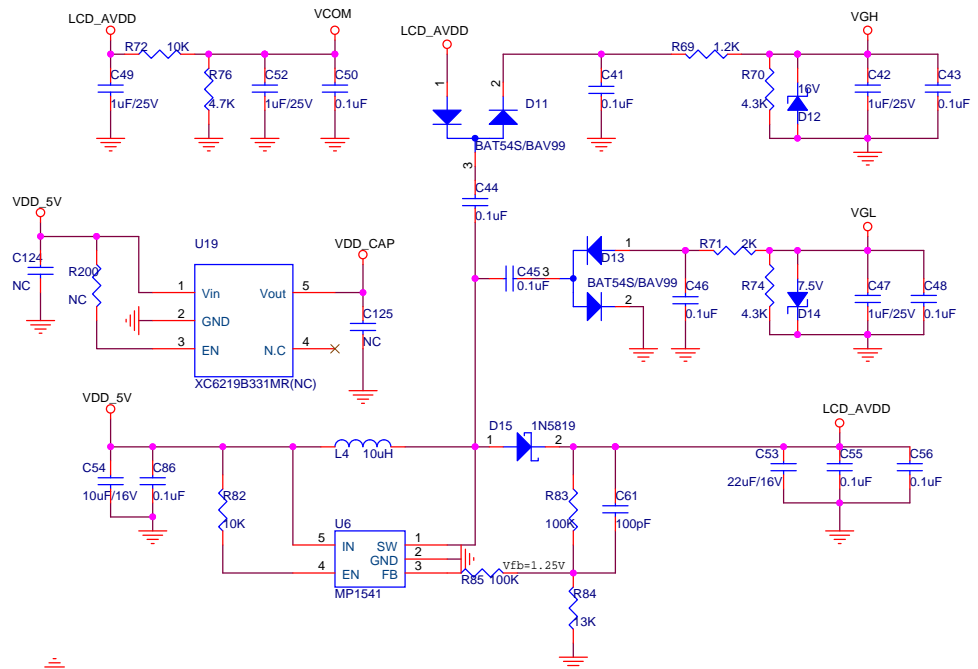 LCD_AVDD
VCOM
R72 10K
C49
1uF/25V
R76
4.7K
C52
1uF/25V
C50
0.1uF
LCD_AVDD
1
2
D11
BAT54S/BAV99
3
C44
0.1uF
C41
0.1uF
R69 1.2K
VGH
R70
4.3K
16V
D12
C42
1uF/25V
C43
0.1uF
VDD_5V
C124
NC
R200
NC
U19
1 Vin
2 GND
3 EN
Vout 5
N.C 4
XC6219B331MR(NC)
VDD_CAP
C125
NC
C45 3
0.1uF
D13
1
BAT54S/BAV99
2
C46
0.1uF
R71 2K
VGL
R74
4.3K
7.5V
D14
C47
1uF/25V
C48
0.1uF
VDD_5V
C54
10uF/16V
C86
0.1uF
R82
10K
L4 10uH
U6
5 IN
4 EN
SW 1
GND 2
FB 3
MP1541
D15 1N5819
1 2
R83
100K
C61
100pF
R85 100K
Vfb=1.25V
R84
13K
LCD_AVDD
C53
22uF/16V
C55
0.1uF
C56
0.1uF